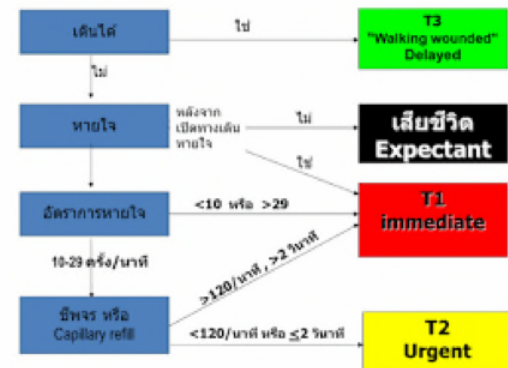 เดินได้
ใช่
T3
"Walking wounded"
Delayed
ไม่
หายใจ
หลังจาก
เปิดทางเดิน
หายใจ
ไม่
เสียชีวิต
Expectant
ใช่
อัตราการหายใจ
<10 หรือ >29
T1
immediate
10-29 ครั้ง/นาที
>120/นาที , >2 วินาที
ชีพจร หรือ
Capillary refill
<120/นาที หรือ ≤2 วินาที
T2
Urgent